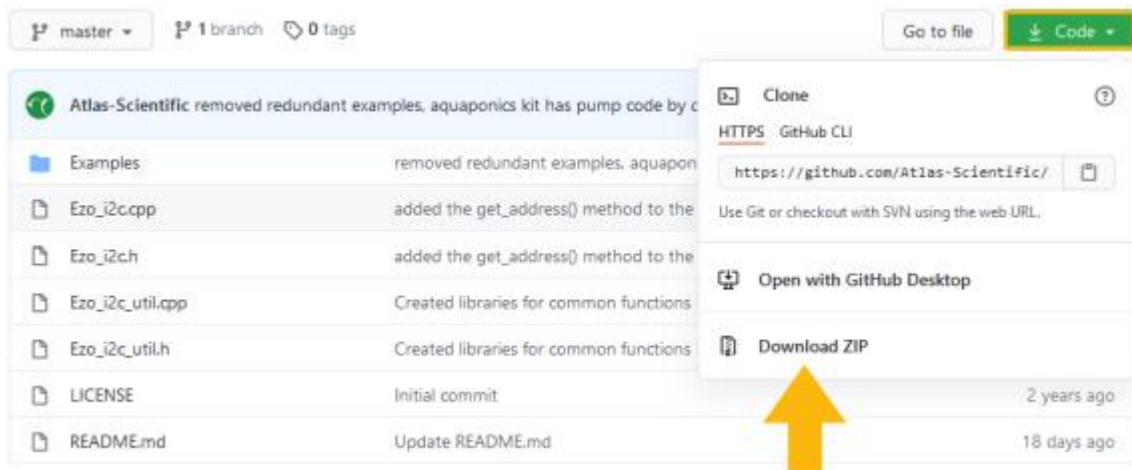 master
1 branch
0 tags
Go to file
Code
Atlas-Scientific removed redundant examples, aquaponics kit has pump code by
Clone
HTTPS GitHub CLI
https://github.com/Atlas-Scientific/
Use Git or checkout with SVN using the web URL.
Open with GitHub Desktop
Download ZIP
Examples removed redundant examples, aquapon
Ezo_i2c.cpp added the get_address() method to the
Ezo_i2c.h added the get_address() method to the
Ezo_i2c_util.cpp Created libraries for common functions
Ezo_i2c_util.h Created libraries for common functions
LICENSE Initial commit 2 years ago
README.md Update README.md 18 days ago